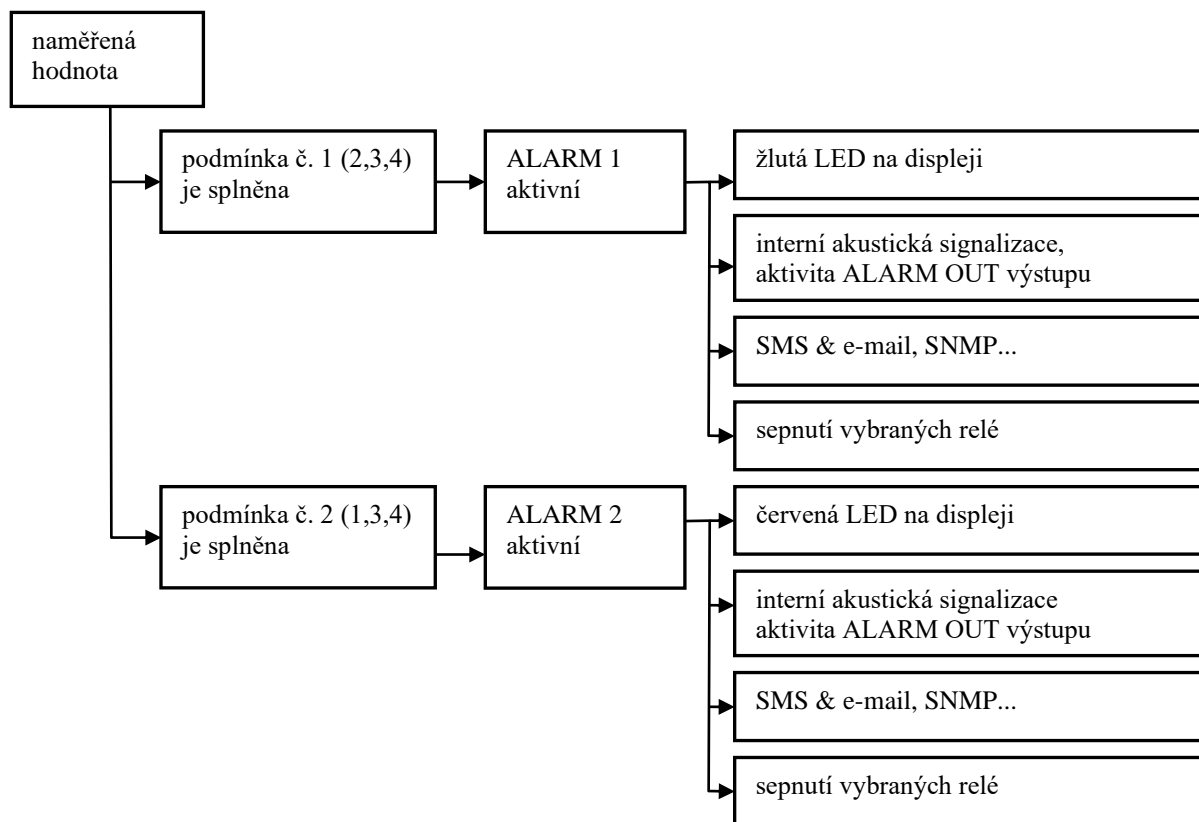 naměřená
hodnota
podmínka č. 1 (2,3,4)
je splněna
ALARM 1
aktivní
žlutá LED na displeji
interní akustická signalizace,
aktivita ALARM OUT výstupu
SMS & e-mail, SNMP...
sepnutí vybraných relé
podmínka č. 2 (1,3,4)
je splněna
ALARM 2
aktivní
červená LED na displeji
interní akustická signalizace
aktivita ALARM OUT výstupu
SMS & e-mail, SNMP...
sepnutí vybraných relé